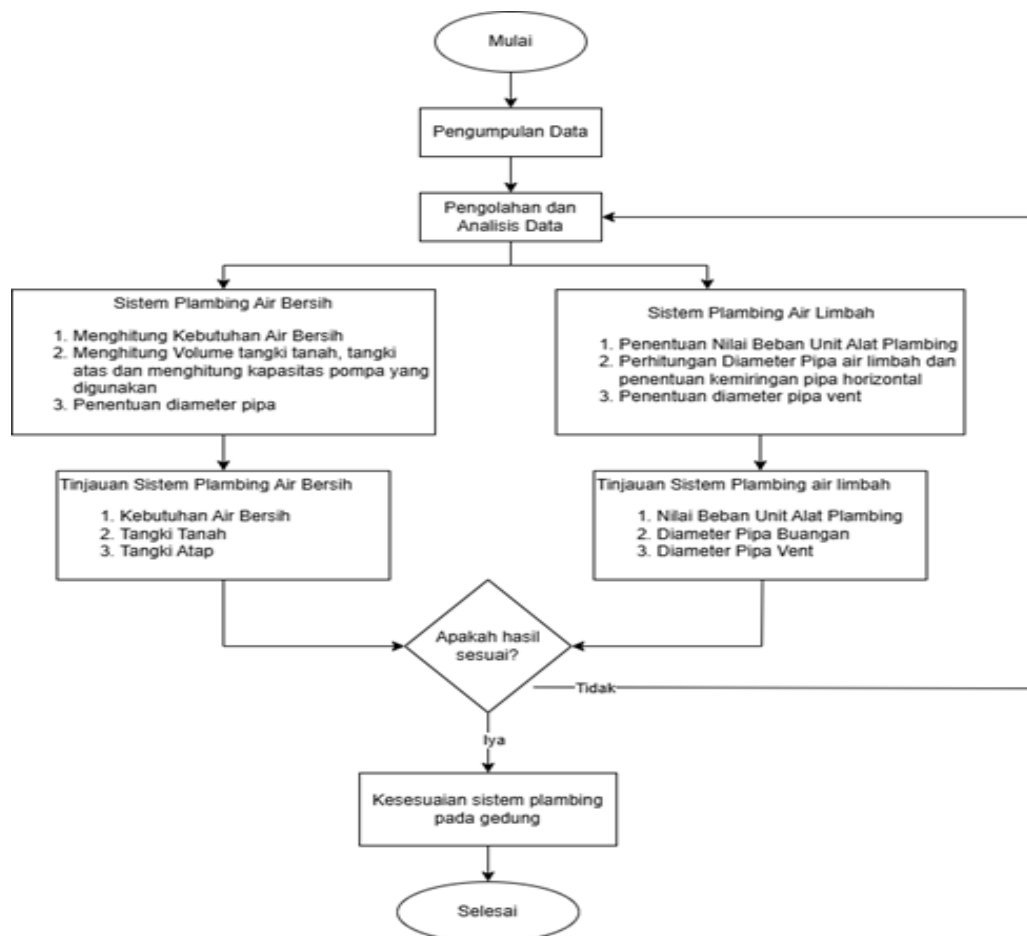 Mulai
Pengumpulan Data
Pengolahan dan
Analisis Data
Sistem Plambing Air Bersih
1. Menghitung Kebutuhan Air Bersih
2. Menghitung Volume tangki tanah, tangki
atas dan menghitung kapasitas pompa yang
digunakan
3. Penentuan diameter pipa
Sistem Plambing Air Limbah
1. Penentuan Nilai Beban Unit Alat Plambing
2. Perhitungan Diameter Pipa air limbah dan
penentuan kemiringan pipa horizontal
3. Penentuan diameter pipa vent
Tinjauan Sistem Plambing Air Bersih
1. Kebutuhan Air Bersih
2. Tangki Tanah
3. Tangki Atap
Tinjauan Sistem Plambing air limbah
1. Nilai Beban Unit Alat Plambing
2. Diameter Pipa Buangan
3. Diameter Pipa Vent
Apakah hasil
sesuai?
Tidak
Iya
Kesesuaian sistem plambing
pada gedung
Selesai